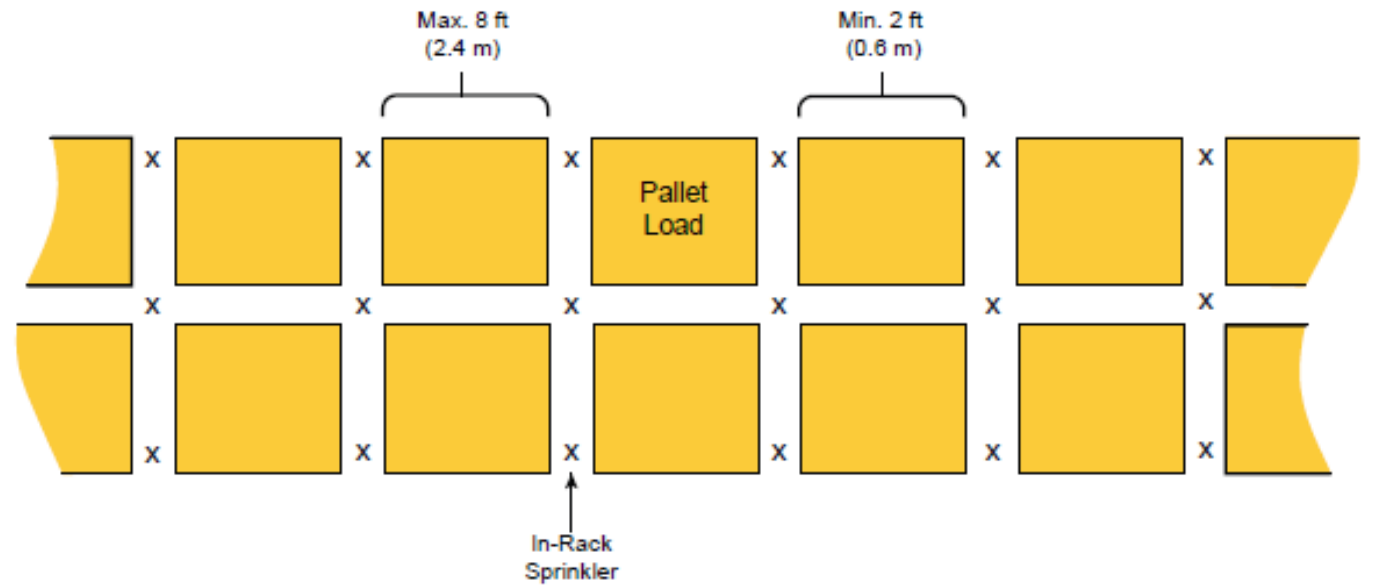 Max. 8 ft
(2.4 m)
Min. 2 ft
(0.6 m)
x x x x x x
Pallet
Load
x x x x x x
x x x x x x
In-Rack
Sprinkler